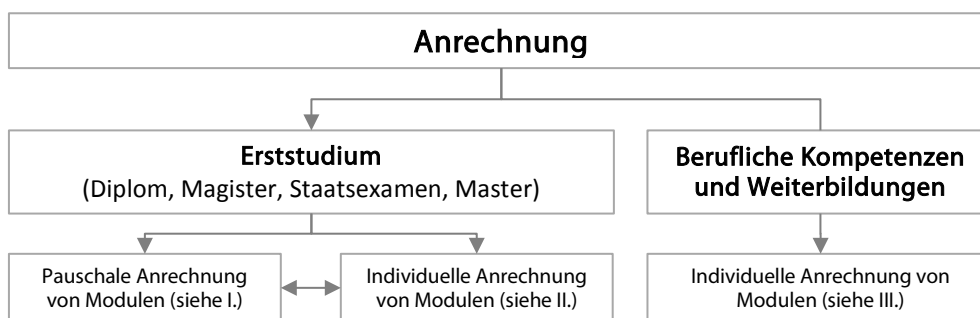 Anrechnung
Erststudium
(Diplom, Magister, Staatsexamen, Master)
Berufliche Kompetenzen
und Weiterbildungen
Pauschale Anrechnung
von Modulen (siehe I.)
Individuelle Anrechnung
von Modulen (siehe II.)
Individuelle Anrechnung von
Modulen (siehe III.)